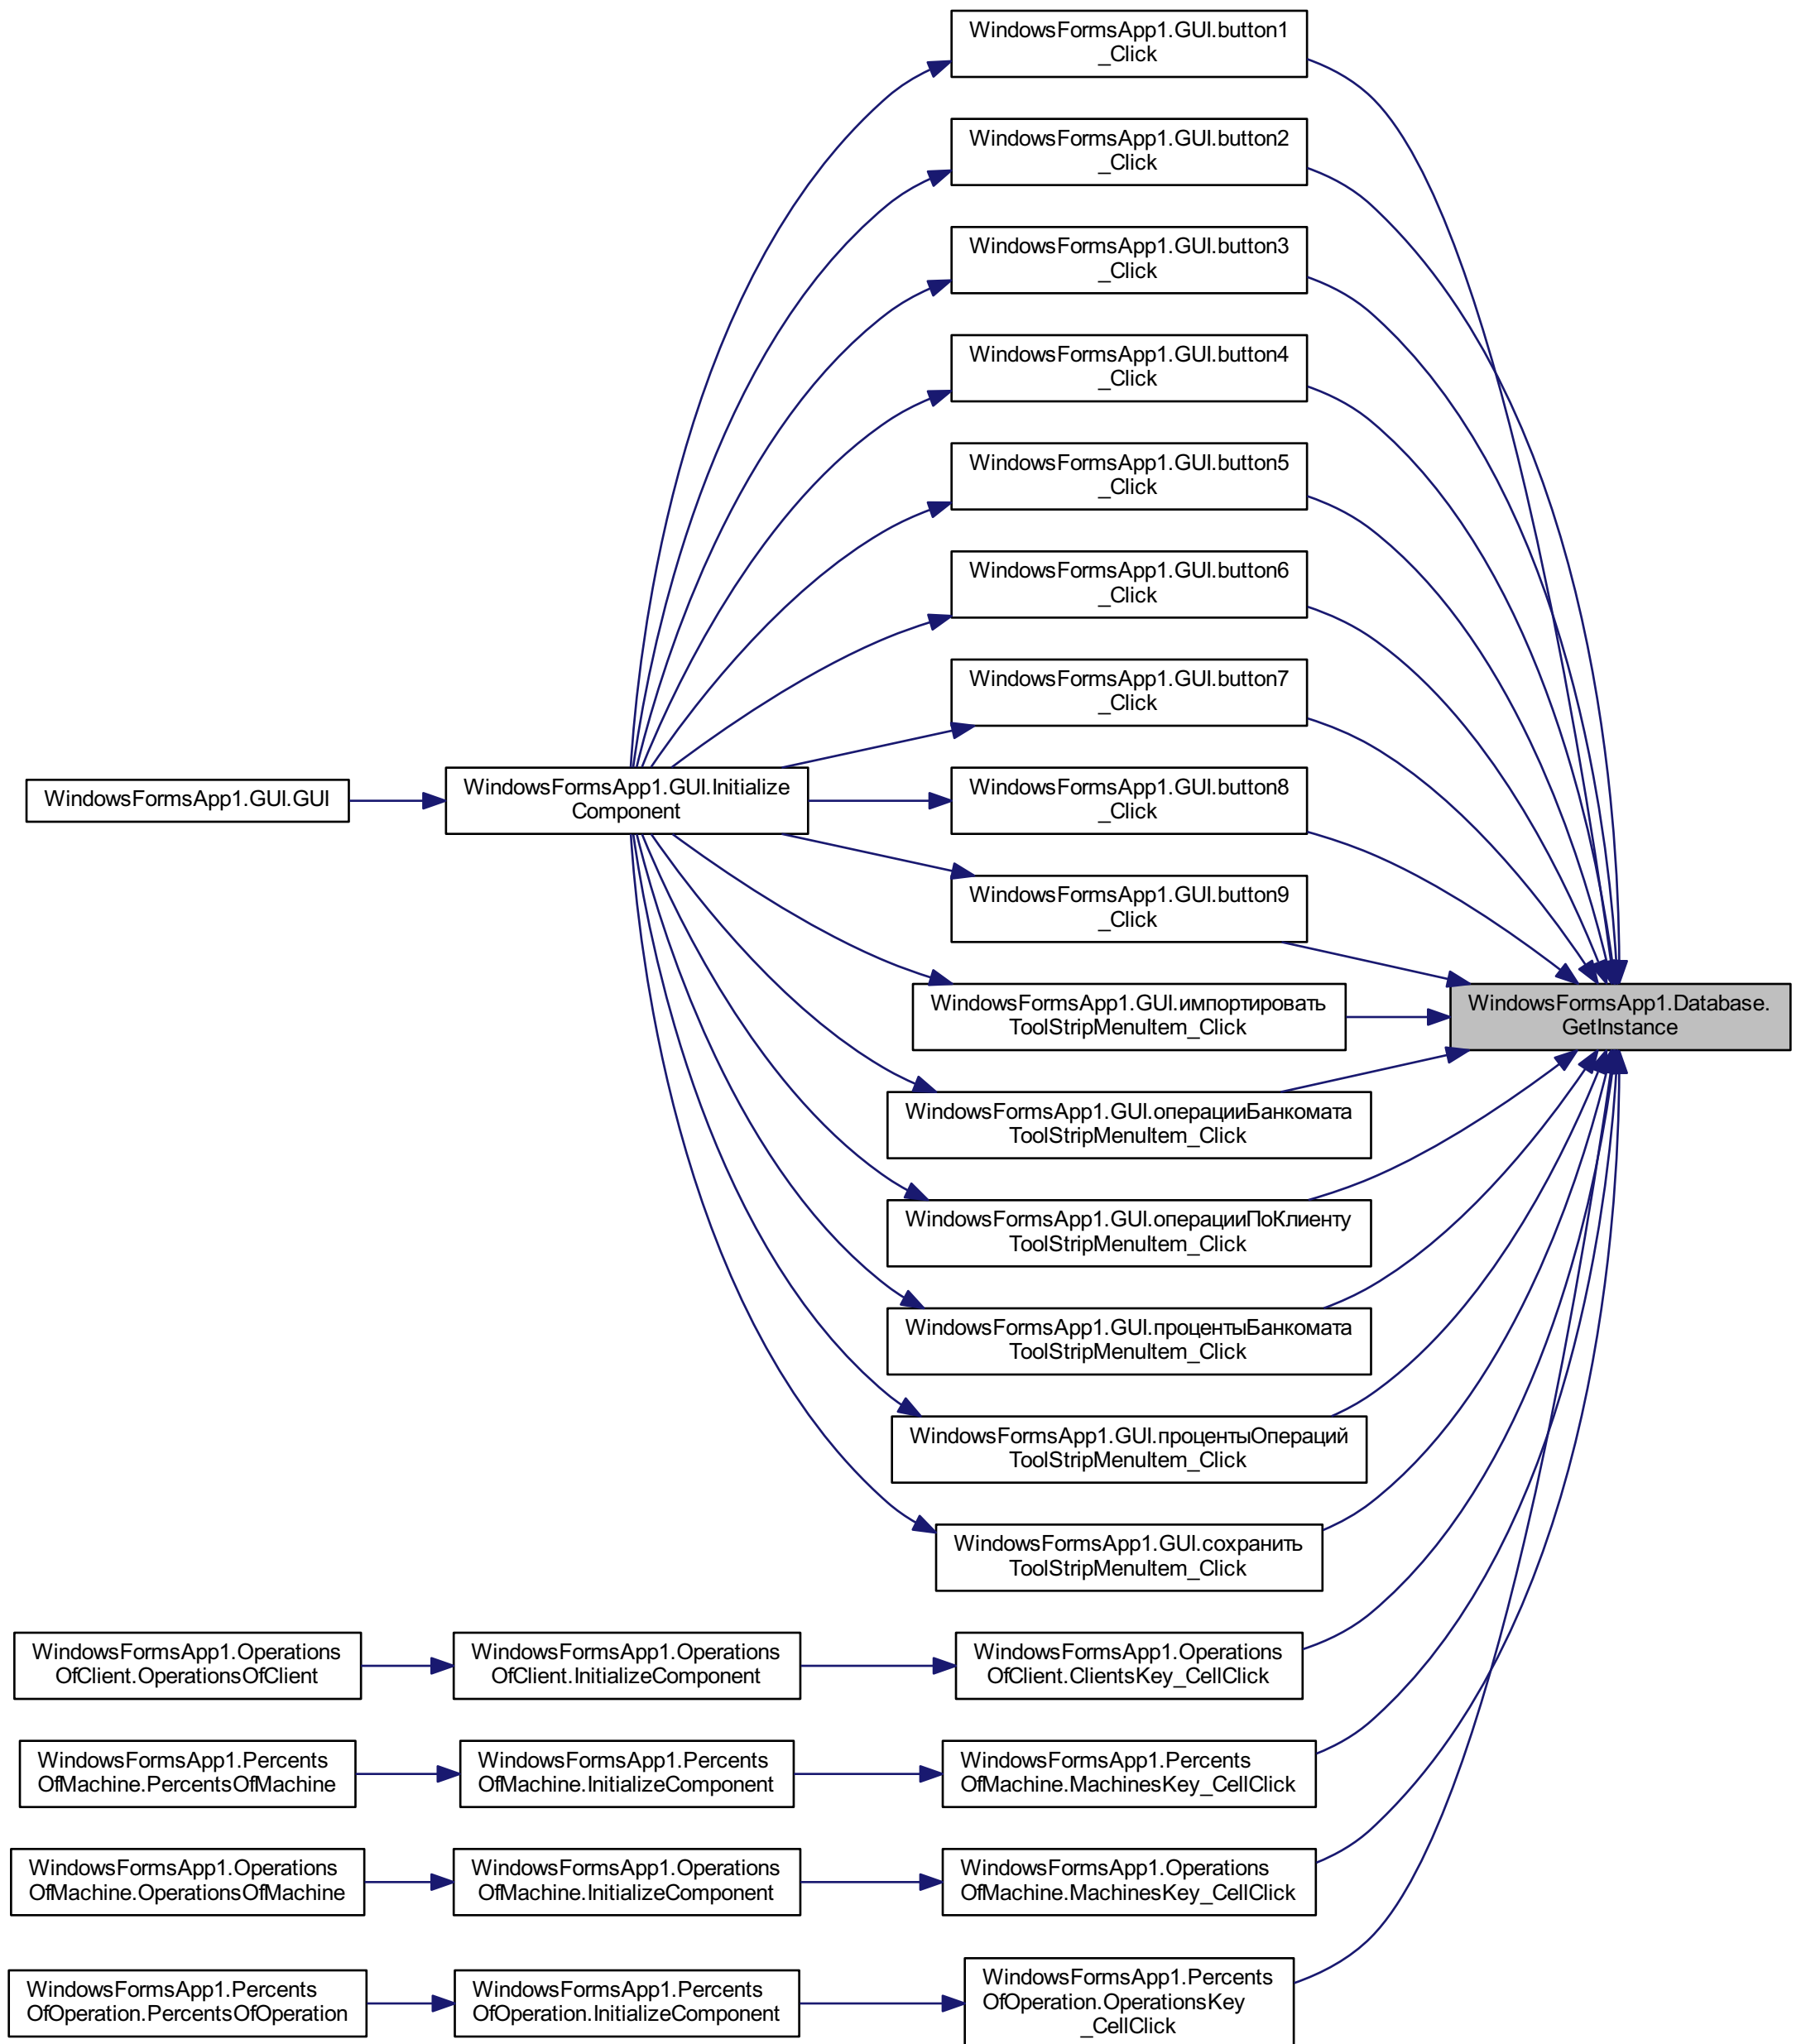 WindowsFormsApp1.GUI.button1
_Click
WindowsFormsApp1.GUI.button2
_Click
WindowsFormsApp1.GUI.button3
_Click
WindowsFormsApp1.GUI.button4
_Click
WindowsFormsApp1.GUI.button5
_Click
WindowsFormsApp1.GUI.button6
_Click
WindowsFormsApp1.GUI.button7
_Click
WindowsFormsApp1.GUI.GUI
WindowsFormsApp1.GUI.Initialize
Component
WindowsFormsApp1.GUI.button8
_Click
WindowsFormsApp1.GUI.button9
_Click
WindowsFormsApp1.GUI.импортировать
ToolStripMenuItem_Click
WindowsFormsApp1.Database.
GetInstance
WindowsFormsApp1.GUI.операцииБанкомата
ToolStripMenuItem_Click
WindowsFormsApp1.GUI.операцииПоКлиенту
ToolStripMenuItem_Click
WindowsFormsApp1.GUI.процентыБанкомата
ToolStripMenuItem_Click
WindowsFormsApp1.GUI.процентыОпераций
ToolStripMenuItem_Click
WindowsFormsApp1.GUI.сохранить
ToolStripMenuItem_Click
WindowsFormsApp1.Operations
OfClient.OperationsOfClient
WindowsFormsApp1.Operations
OfClient.InitializeComponent
WindowsFormsApp1.Operations
OfClient.ClientsKey_CellClick
WindowsFormsApp1.Percents
OfMachine.PercentsOfMachine
WindowsFormsApp1.Percents
OfMachine.InitializeComponent
WindowsFormsApp1.Percents
OfMachine.MachinesKey_CellClick
WindowsFormsApp1.Operations
OfMachine.OperationsOfMachine
WindowsFormsApp1.Operations
OfMachine.InitializeComponent
WindowsFormsApp1.Operations
OfMachine.MachinesKey_CellClick
WindowsFormsApp1.Percents
OfOperation.PercentsOfOperation
WindowsFormsApp1.Percents
OfOperation.InitializeComponent
WindowsFormsApp1.Percents
OfOperation.OperationsKey
_CellClick